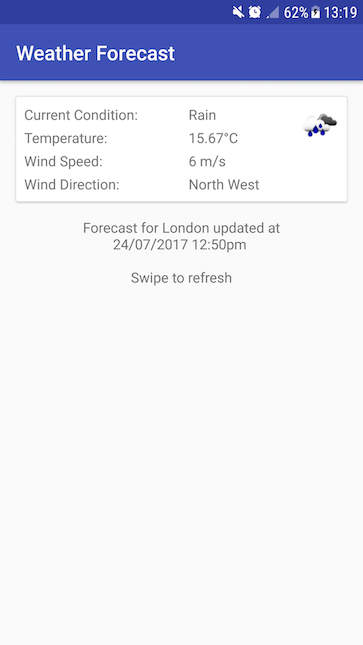 62% 13:19
Weather Forecast
Current Condition: Rain
Temperature: 15.67°C
Wind Speed: 6 m/s
Wind Direction: North West
Forecast for London updated at
24/07/2017 12:50pm
Swipe to refresh